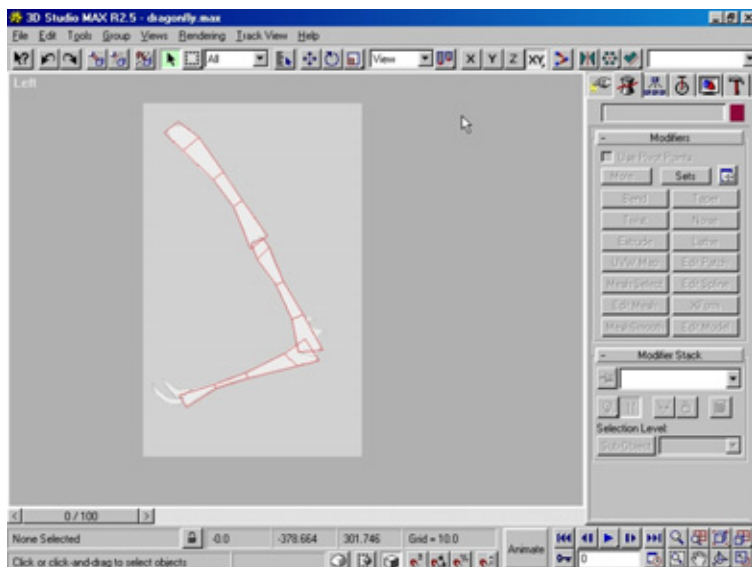 3D Studio MAX R2.5 - dragonfly.max
File Edit Tools Group Views Rendering Track View Help
All View X Y Z XY
Left
- Modifiers
Use Pivot Points
More... Sets
Bend Taper
Twist Noise
Extrude Lathe
UVW Map Edit Patch
Mesh Select Edit Spline
Edit Mesh XForm
MeshSmooth Edit Model
- Modifier Stack
Selection Level:
Sub-Object
< 0 / 100 >
None Selected -0.0 -378.664 301.746 Grid = 10.0
Click or click-and-drag to select objects Animate 0